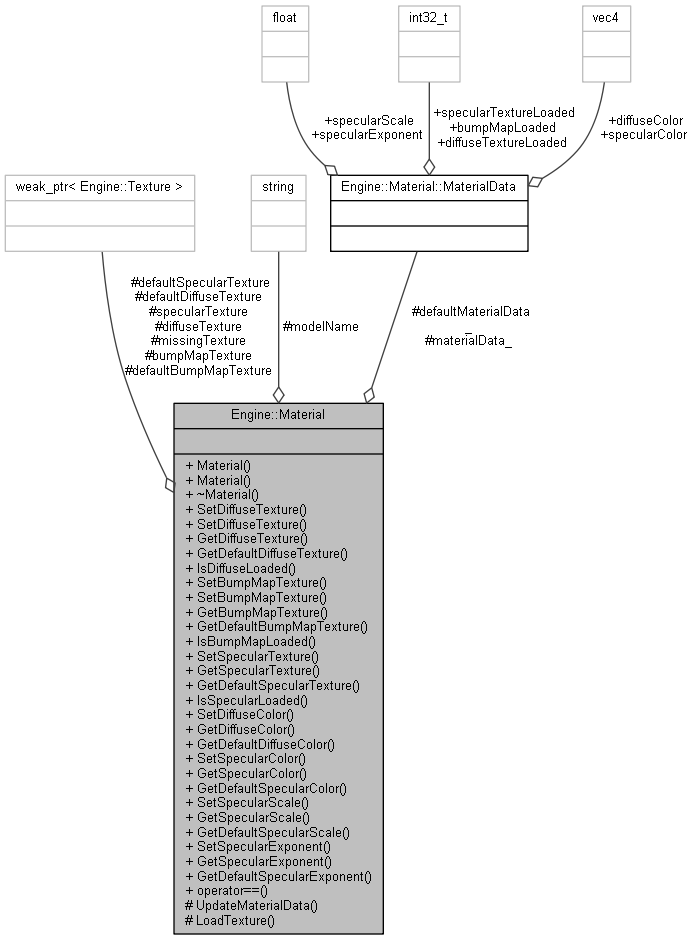 float
int32_t
vec4
+specularScale
+specularExponent
+specularTextureLoaded
+bumpMapLoaded
+diffuseTextureLoaded
+diffuseColor
+specularColor
weak_ptr< Engine::Texture >
string
Engine::Material::MaterialData
#defaultSpecularTexture
#defaultDiffuseTexture
#specularTexture
#diffuseTexture
#missingTexture
#bumpMapTexture
#defaultBumpMapTexture
#modelName
#defaultMaterialData
_
#materialData_
Engine::Material
+ Material()
+ Material()
+ ~Material()
+ SetDiffuseTexture()
+ SetDiffuseTexture()
+ GetDiffuseTexture()
+ GetDefaultDiffuseTexture()
+ IsDiffuseLoaded()
+ SetBumpMapTexture()
+ SetBumpMapTexture()
+ GetBumpMapTexture()
+ GetDefaultBumpMapTexture()
+ IsBumpMapLoaded()
+ SetSpecularTexture()
+ GetSpecularTexture()
+ GetDefaultSpecularTexture()
+ IsSpecularLoaded()
+ SetDiffuseColor()
+ GetDiffuseColor()
+ GetDefaultDiffuseColor()
+ SetSpecularColor()
+ GetSpecularColor()
+ GetDefaultSpecularColor()
+ SetSpecularScale()
+ GetSpecularScale()
+ GetDefaultSpecularScale()
+ SetSpecularExponent()
+ GetSpecularExponent()
+ GetDefaultSpecularExponent()
+ operator==()
# UpdateMaterialData()
# LoadTexture()